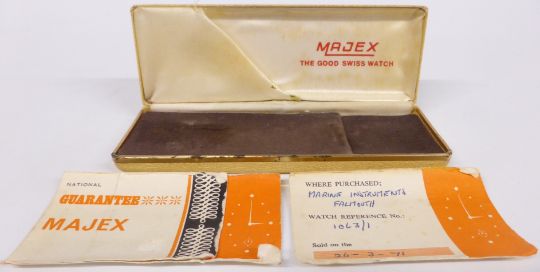 MAJEX
THE GOOD SWISS WATCH
NATIONAL
GUARANTEE
MAJEX
WHERE PURCHASED:
MARINE INSTRUMENTS
FALMOUTH
WATCH REFERENCE No.:
10L3/1
Sold on the
26-3-71